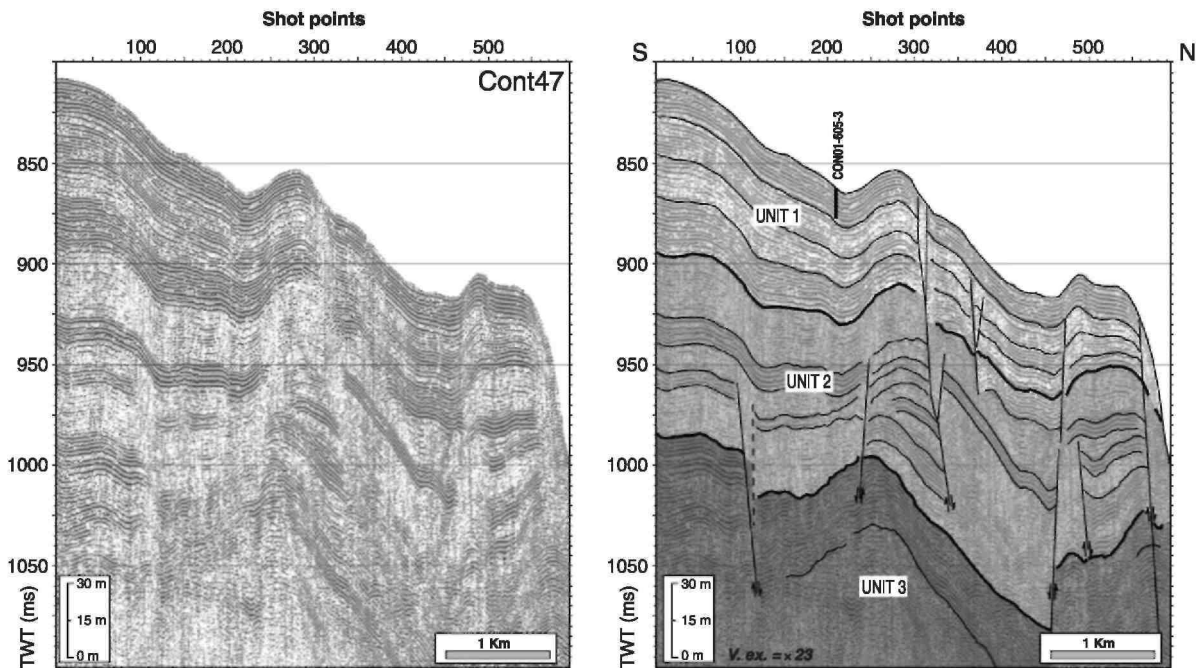 Shot points
100 200 300 400 500
Cont47
850
900
950
1000
1050
TWT (ms)
30 m
15 m
0 m
1 Km
Shot points
S 100 200 300 400 500 N
CON01-605-3
UNIT 1
UNIT 2
UNIT 3
850
900
950
1000
1050
TWT (ms)
30 m
15 m
0 m
V. ex. = × 23
1 Km